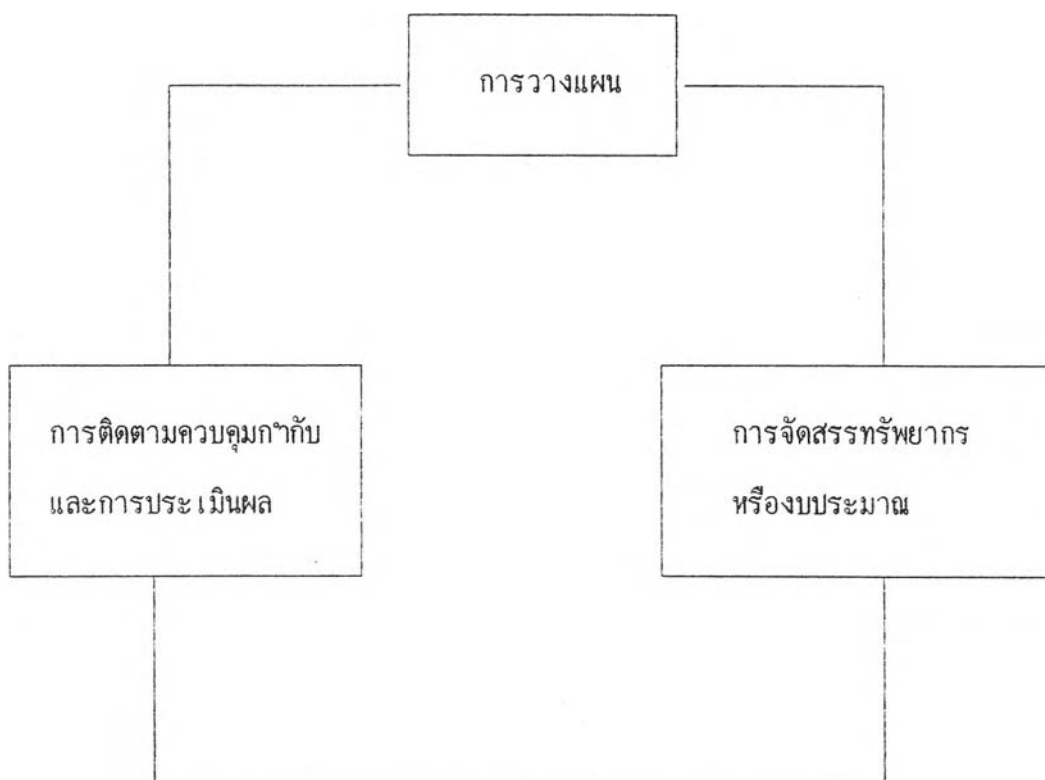 การวางแผน
การติดตามควบคุมกำกับ
และการประเมินผล
การจัดสรรทรัพยากร
หรืองบประมาณ